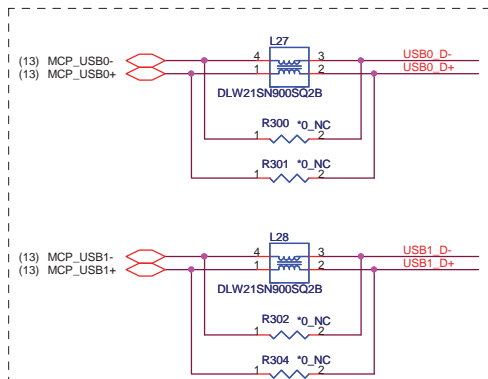 L27
(13) MCP_USB0- 4 3 USB0_D-
(13) MCP_USB0+ 1 2 USB0_D+
DLW21SN900SQ2B
R300 *0_NC
1 2
R301 *0_NC
1 2
L28
(13) MCP_USB1- 4 3 USB1_D-
(13) MCP_USB1+ 1 2 USB1_D+
DLW21SN900SQ2B
R302 *0_NC
1 2
R304 *0_NC
1 2